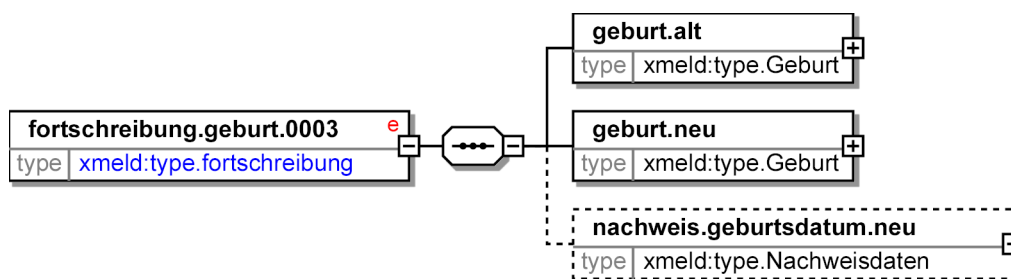 geburt.alt
type xmeld:type.Geburt
fortschreibung.geburt.0003 e
type xmeld:type.fortschreibung
geburt.neu
type xmeld:type.Geburt
nachweis.geburtsdatum.neu
type xmeld:type.Nachweisdaten